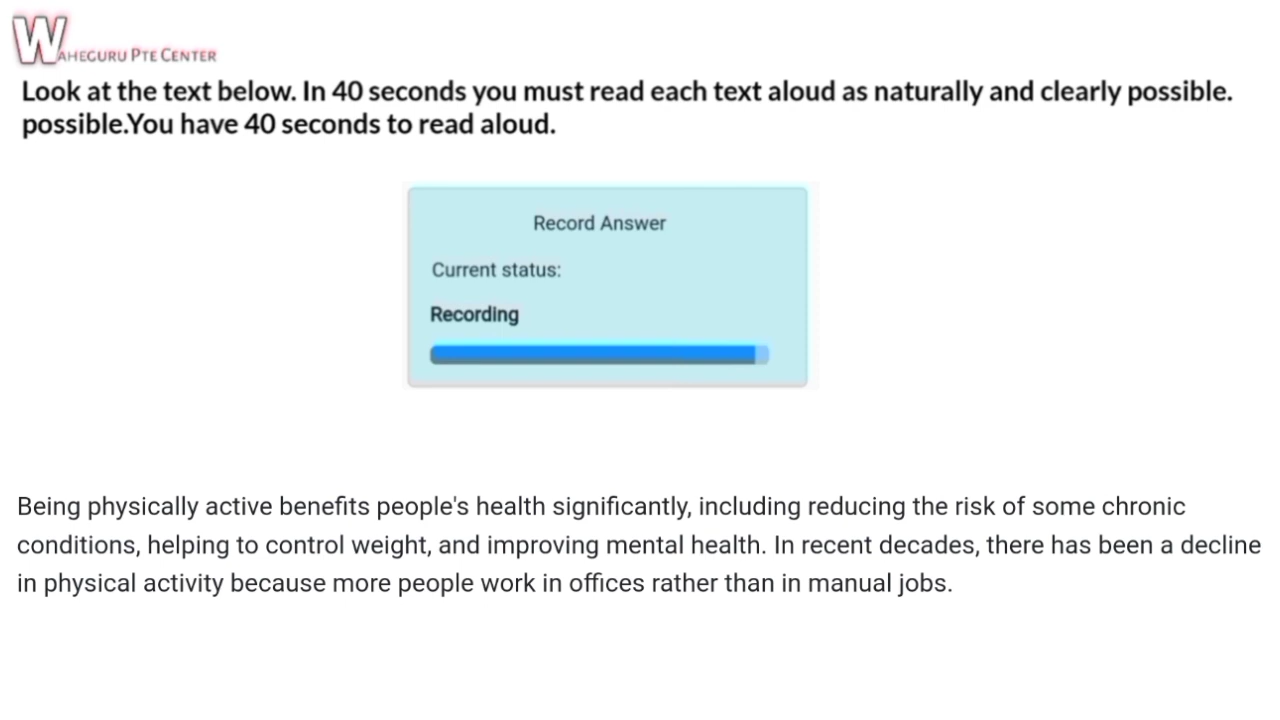 WAHEGURU PTE CENTER
Look at the text below. In 40 seconds you must read each text aloud as naturally and clearly possible.
possible.You have 40 seconds to read aloud.
Record Answer
Current status:
Recording
Being physically active benefits people's health significantly, including reducing the risk of some chronic
conditions, helping to control weight, and improving mental health. In recent decades, there has been a decline
in physical activity because more people work in offices rather than in manual jobs.